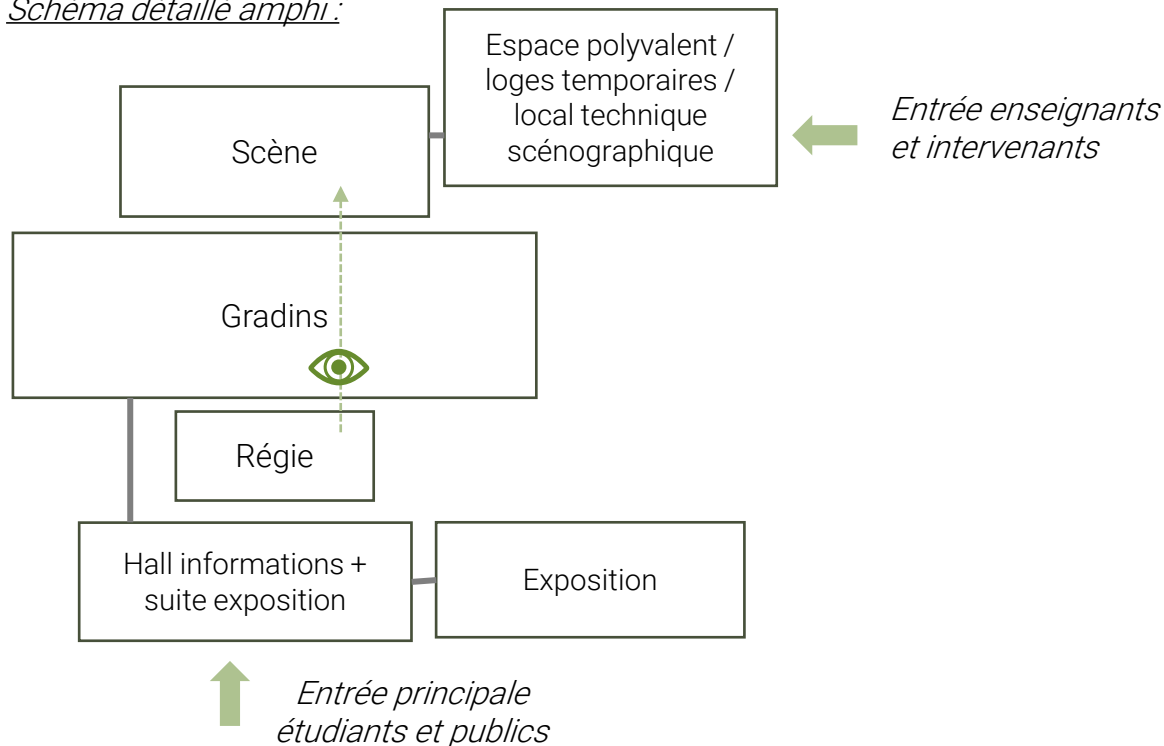 Schéma détaillé amphi :
Espace polyvalent /
loges temporaires /
local technique
scénographique
Entrée enseignants
et intervenants
Scène
Gradins
Régie
Hall informations +
suite exposition
Exposition
Entrée principale
étudiants et publics